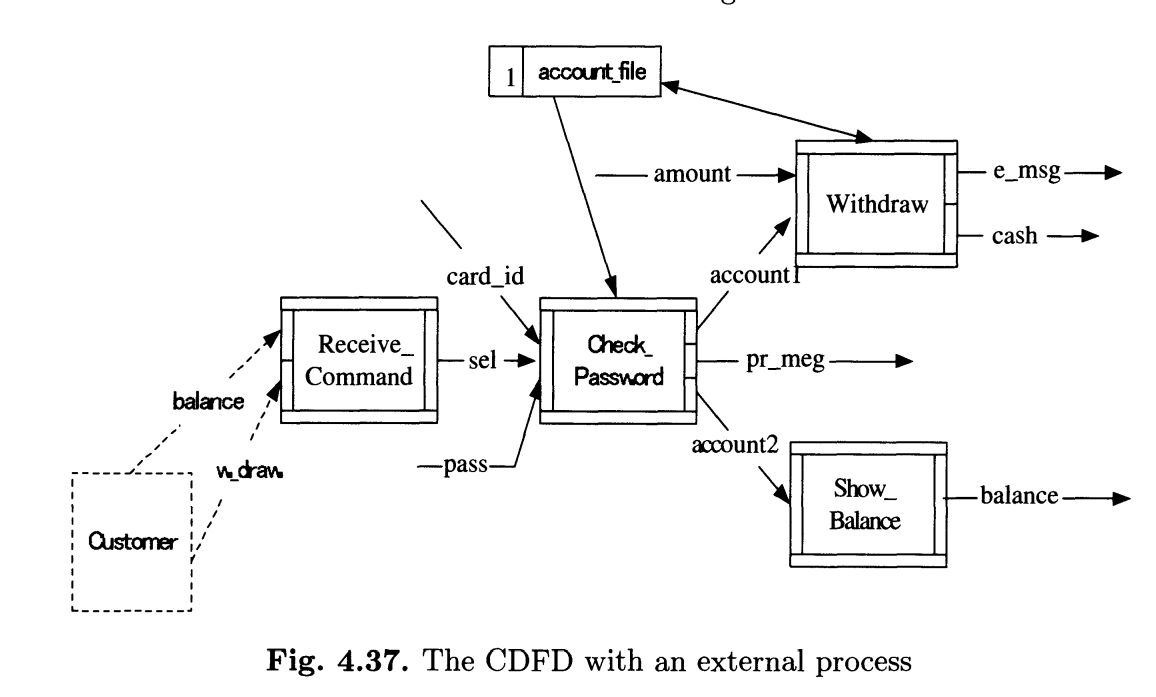 1 account_file
amount
Withdraw
e_msg
cash
card_id
account1
Receive_
Command
sel
Check_
Password
pr_meg
balance
w_draw
pass
account2
Show_
Balance
balance
Customer
Fig. 4.37. The CDFD with an external process